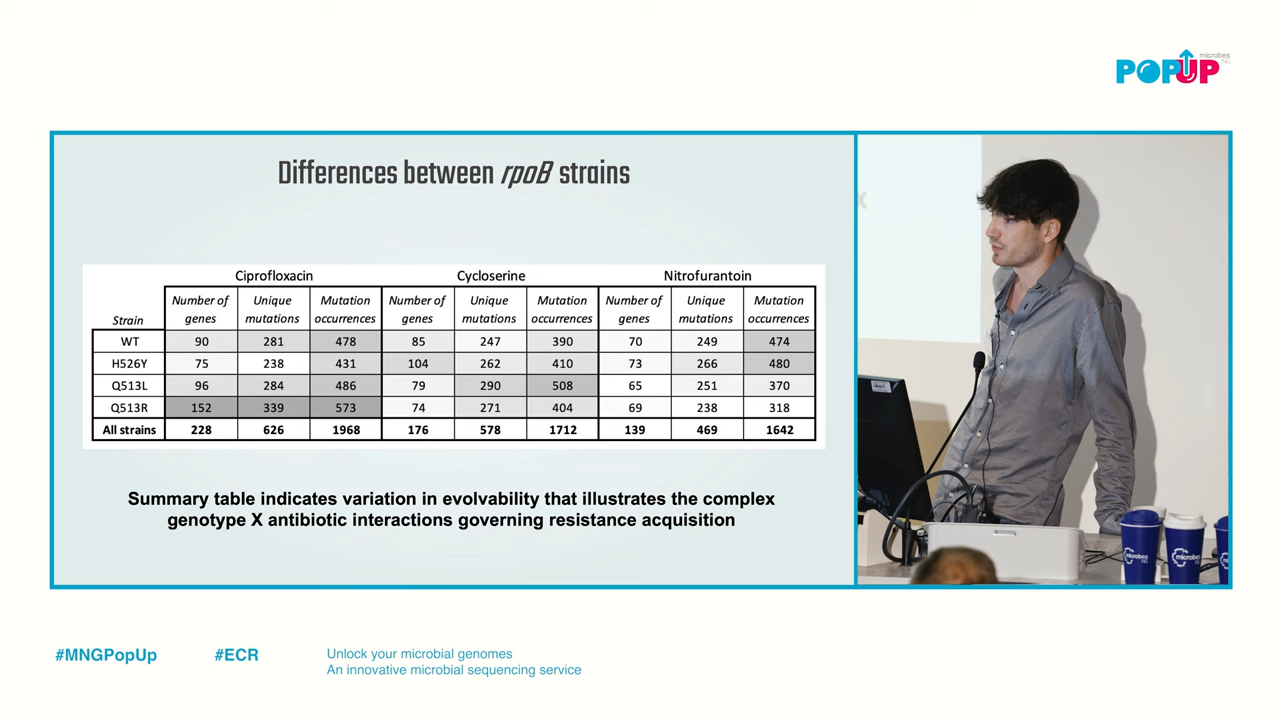 microbes
NG
POPUP
Differences between rpoB strains
Ciprofloxacin Cycloserine Nitrofurantoin
Strain Number of genes Unique mutations Mutation occurrences Number of genes Unique mutations Mutation occurrences Number of genes Unique mutations Mutation occurrences
WT 90 281 478 85 247 390 70 249 474
H526Y 75 238 431 104 262 410 73 266 480
Q513L 96 284 486 79 290 508 65 251 370
Q513R 152 339 573 74 271 404 69 238 318
All strains 228 626 1968 176 578 1712 139 469 1642
Summary table indicates variation in evolvability that illustrates the complex
genotype X antibiotic interactions governing resistance acquisition
x
microbes
NG
microbes
NG
#MNGPopUp #ECR
Unlock your microbial genomes
An innovative microbial sequencing service